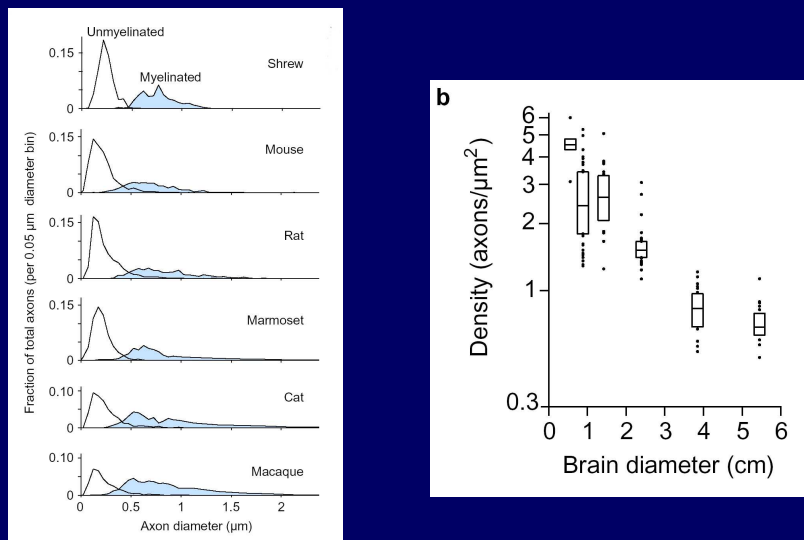 Unmyelinated
Myelinated
0.15
0
Shrew
0.15
0
Mouse
0.15
0
Rat
0.15
0
Marmoset
0.10
0
Cat
0.10
0
Macaque
0 0.5 1 1.5 2
Axon diameter (μm)
Fraction of total axons (per 0.05 μm diameter bin)
b
6
5
4
3
2
1
0.3
0 1 2 3 4 5 6
Brain diameter (cm)
Density (axons/μm²)